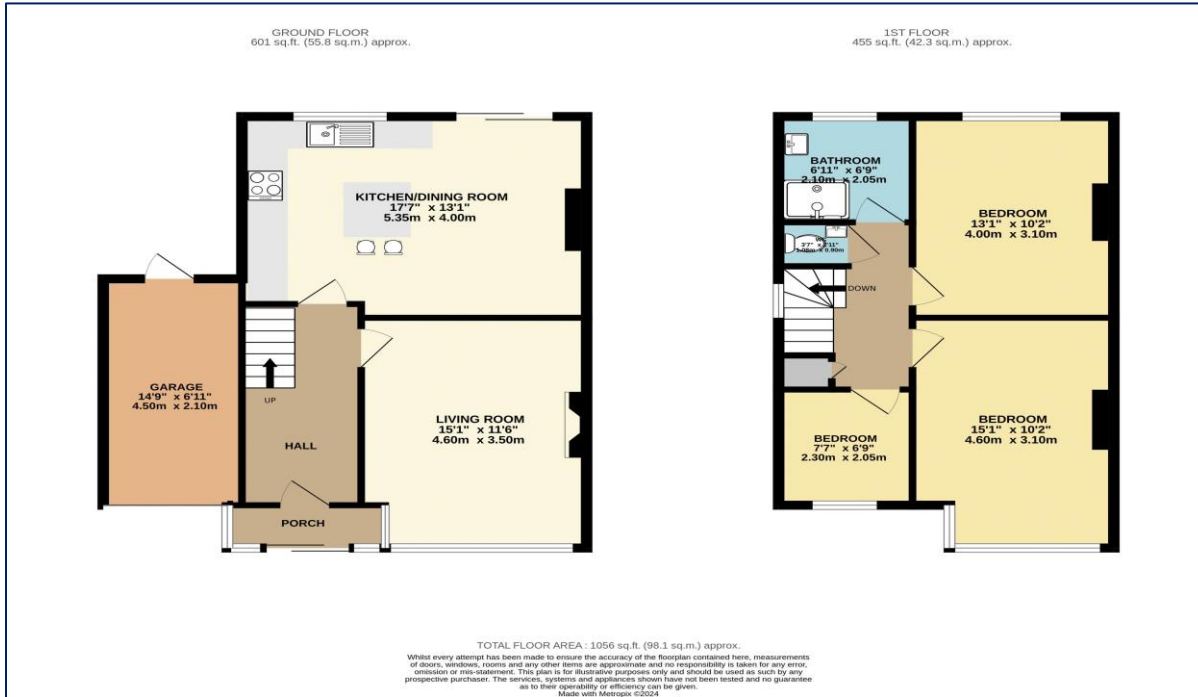 GROUND FLOOR
601 sq.ft. (55.8 sq.m.) approx.
KITCHEN/DINING ROOM
17'7" x 13'1"
5.35m x 4.00m
GARAGE
14'9" x 6'11"
4.50m x 2.10m
UP
HALL
LIVING ROOM
15'1" x 11'6"
4.60m x 3.50m
PORCH
1ST FLOOR
455 sq.ft. (42.3 sq.m.) approx.
BATHROOM
6'11" x 6'9"
2.10m x 2.05m
BEDROOM
13'1" x 10'2"
4.00m x 3.10m
3'7" x 2'11"
DOWN
BEDROOM
15'1" x 10'2"
4.60m x 3.10m
BEDROOM
7'7" x 6'9"
2.30m x 2.05m
TOTAL FLOOR AREA : 1056 sq.ft. (98.1 sq.m.) approx.
Whilst every attempt has been made to ensure the accuracy of the floorplan contained here, measurements
of doors, windows, rooms and any other items are approximate and no responsibility is taken for any error,
omission or mis-statement. This plan is for illustrative purposes only and should be used as such by any
prospective purchaser. The services, systems and appliances shown have not been tested and no guarantee
as to their operability or efficiency can be given.
Made with Metropix ©2024